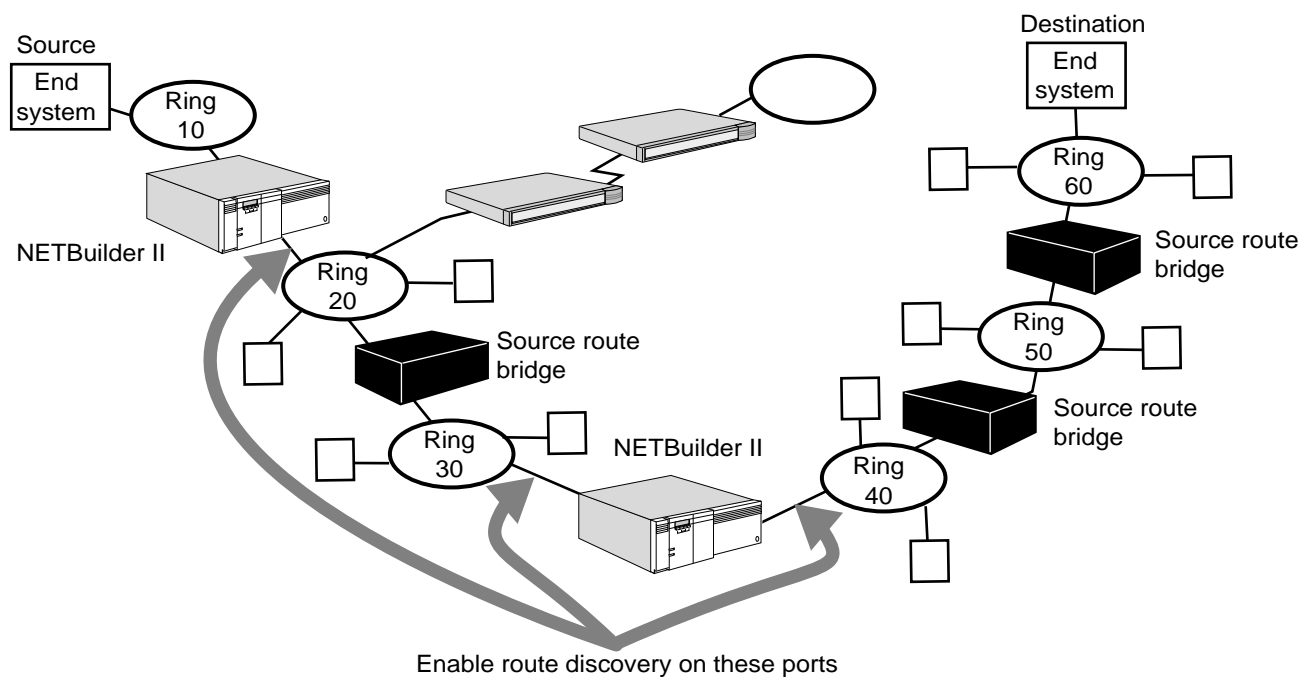 Source
End
system
Ring
10
NETBuilder II
Ring
20
Source route
bridge
Ring
30
NETBuilder II
Ring
40
Source route
bridge
Ring
50
Source route
bridge
Ring
60
Destination
End
system
Enable route discovery on these ports